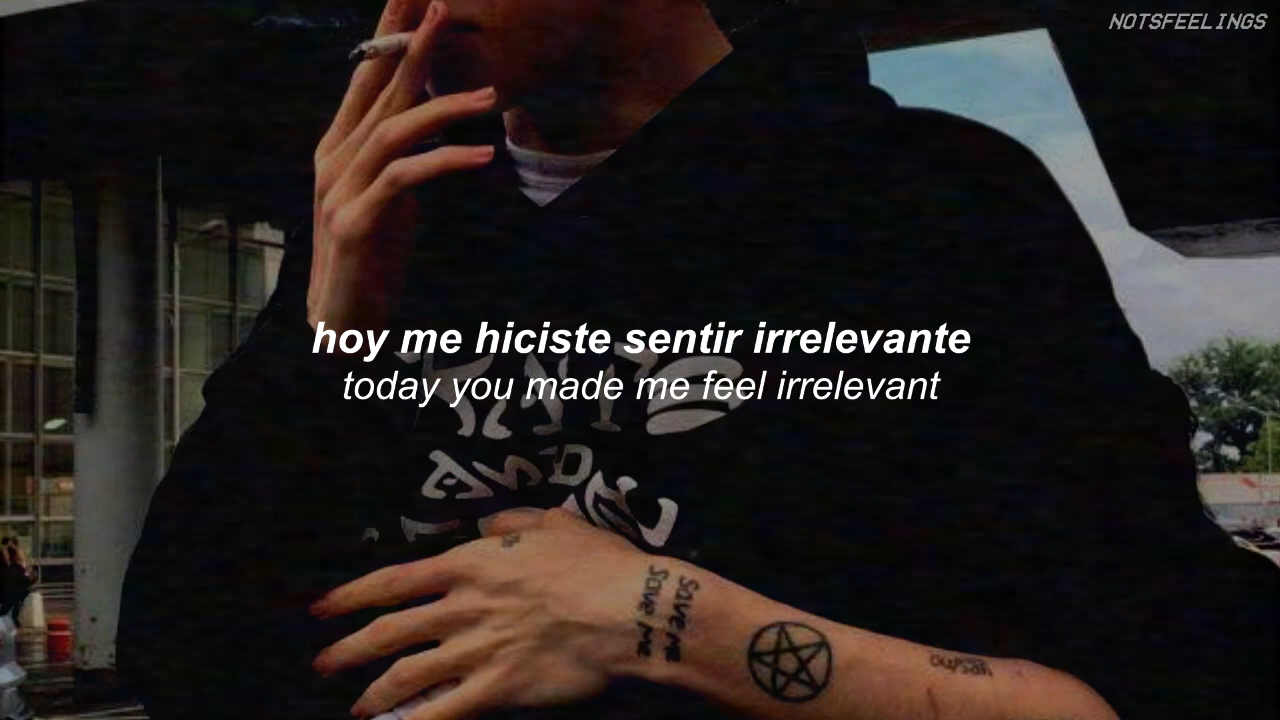 NOTSFEELINGS
hoy me hiciste sentir irrelevante
today you made me feel irrelevant
save me
save me